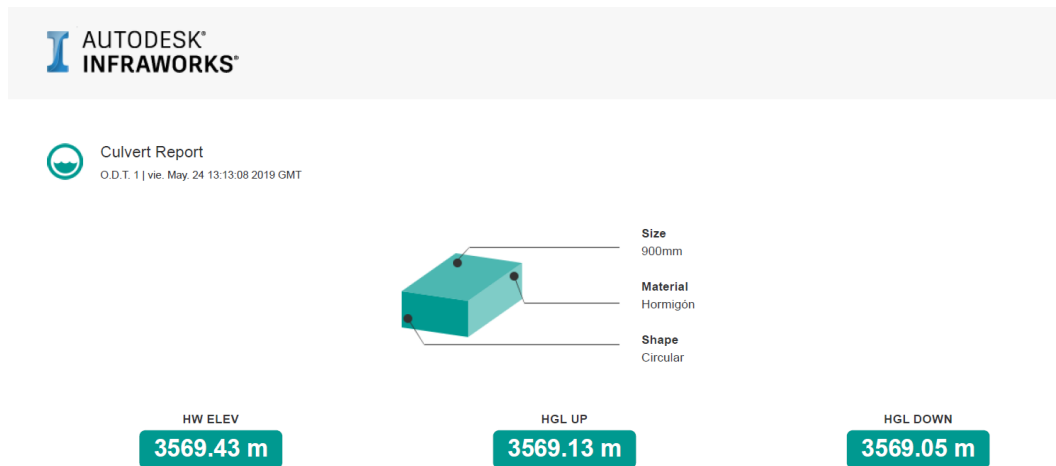 AUTODESK®
INFRAWORKS®
Culvert Report
O.D.T. 1 | vie. May. 24 13:13:08 2019 GMT
Size
900mm
Material
Hormigón
Shape
Circular
HW ELEV
3569.43 m
HGL UP
3569.13 m
HGL DOWN
3569.05 m